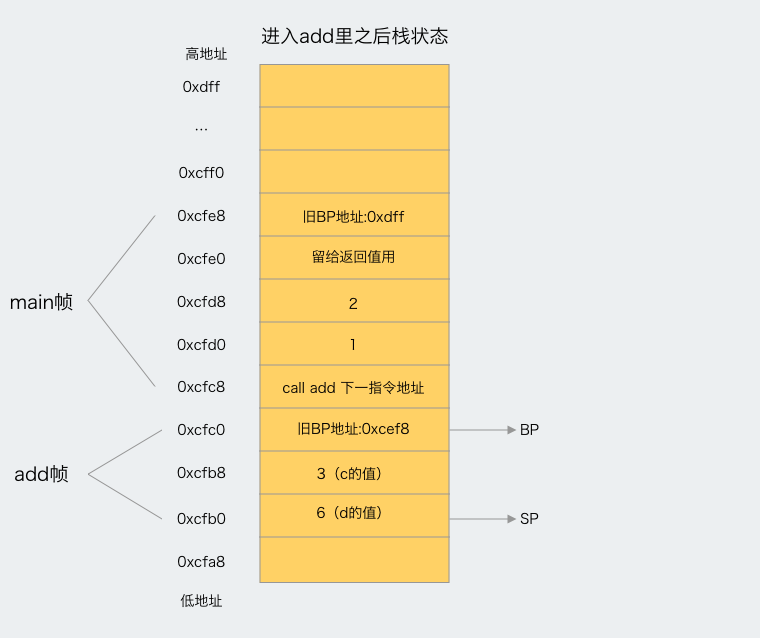 进入add里之后栈状态
高地址
0xdff
...
0xcff0
0xcfe8 旧BP地址:0xdff
0xcfe0 留给返回值用
0xcfd8 2
main帧
0xcfd0 1
0xcfc8 call add 下一指令地址
0xcfc0 旧BP地址:0xcef8 BP
add帧 0xcfb8 3（c的值）
0xcfb0 6（d的值） SP
0xcfa8
低地址